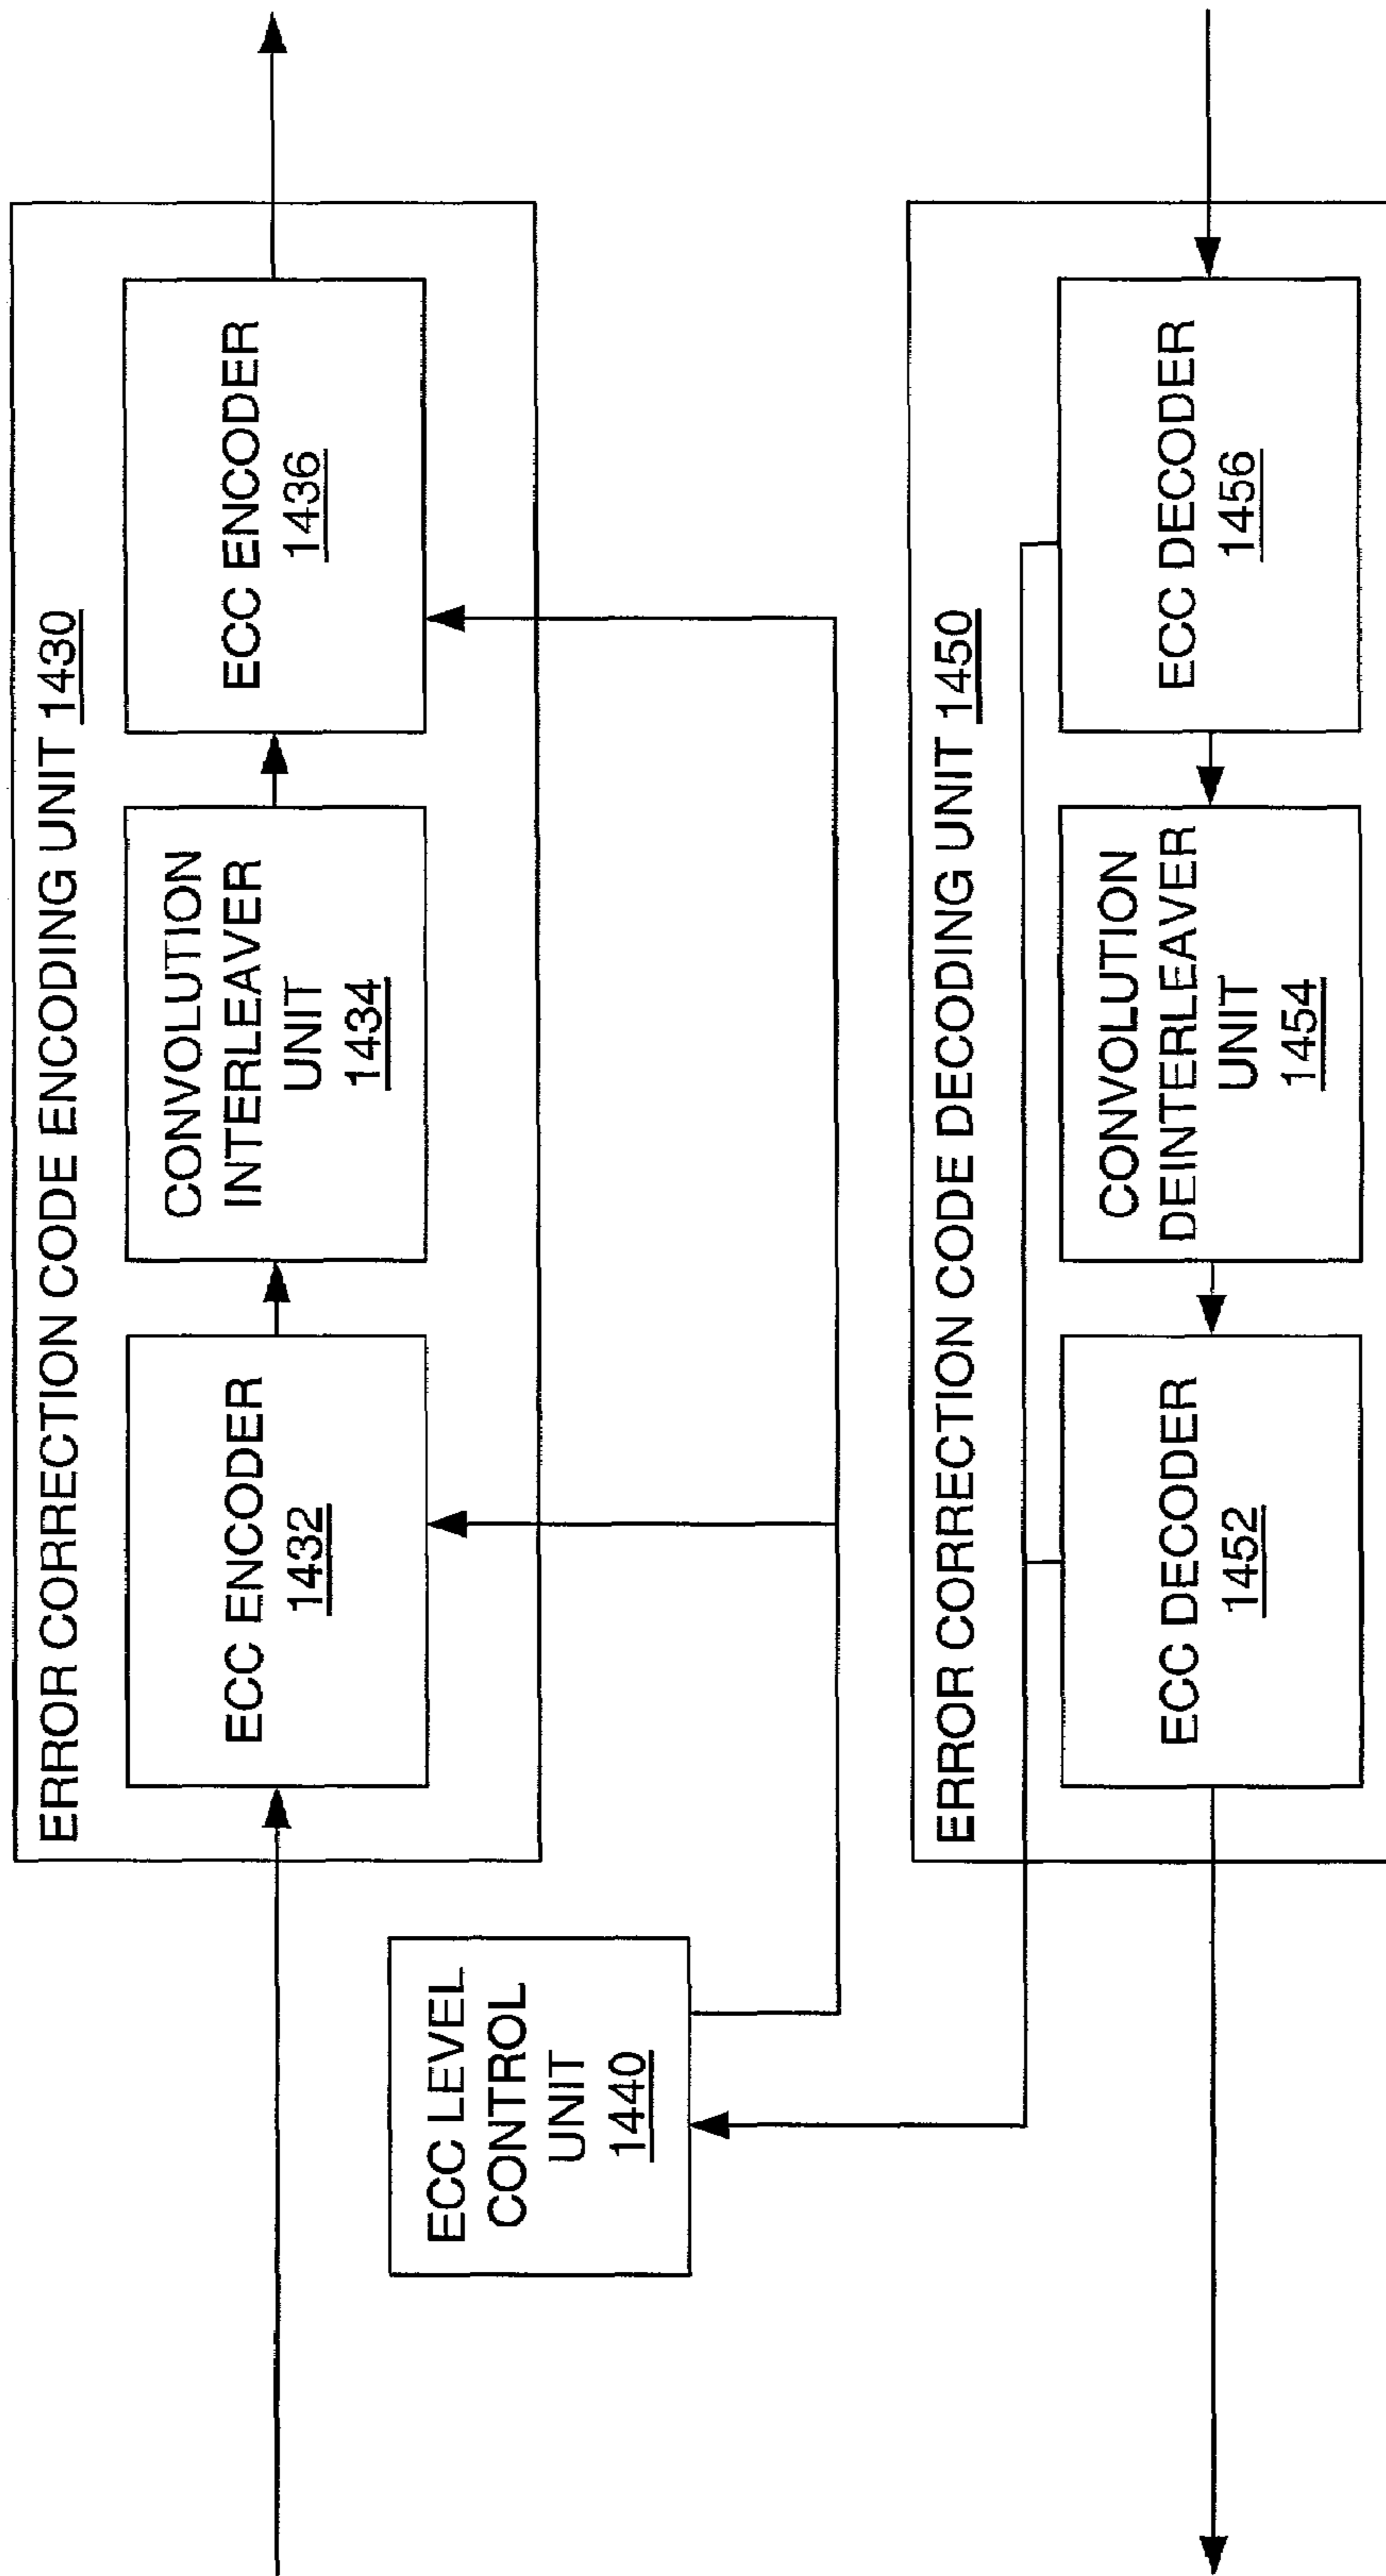 ERROR CORRECTION CODE ENCODING UNIT 1430
ECC ENCODER
1432
CONVOLUTION
INTERLEAVER
UNIT
1434
ECC ENCODER
1436
ECC LEVEL
CONTROL
UNIT
1440
ERROR CORRECTION CODE DECODING UNIT 1450
ECC DECODER
1452
CONVOLUTION
DEINTERLEAVER
UNIT
1454
ECC DECODER
1456